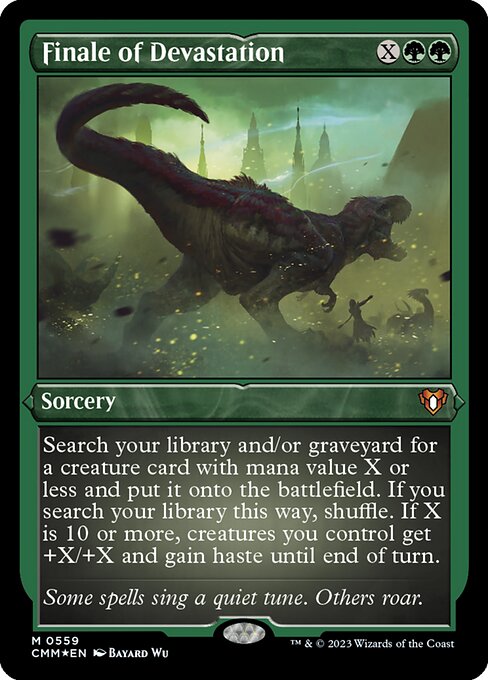 Finale of Devastation X
Sorcery
Search your library and/or graveyard for
a creature card with mana value X or
less and put it onto the battlefield. If you
search your library this way, shuffle. If X
is 10 or more, creatures you control get
+X/+X and gain haste until end of turn.
Some spells sing a quiet tune. Others roar.
M 0559
CMM★EN Bayard Wu
™ & © 2023 Wizards of the Coast